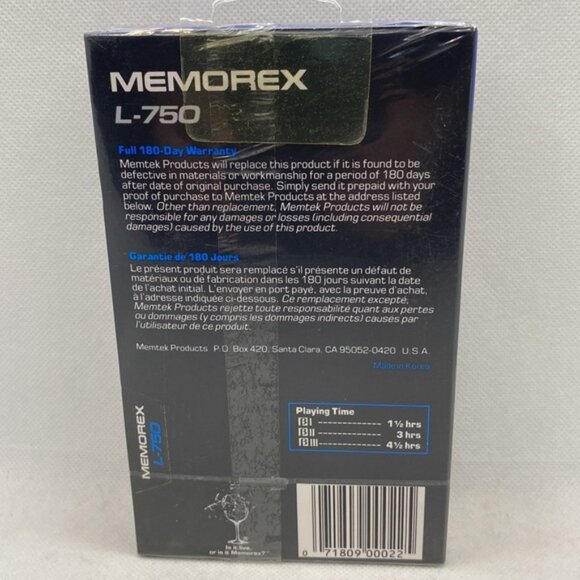 MEMOREX
L-750
Full 180-Day Warranty
Memtek Products will replace this product if it is found to be
defective in materials or workmanship for a period of 180 days
after date of original purchase. Simply send it prepaid with your
proof of purchase to Memtek Products at the address listed
below. Other than replacement, Memtek Products will not be
responsible for any damages or losses (including consequential
damages) caused by the use of this product.
Garantie de 180 Jours
Le présent produit sera remplacé s'il présente un défaut de
matériaux ou de fabrication dans les 180 jours suivant la date
de l'achat initial. L'envoyer en port payé, avec la preuve d'achat,
à l'adresse indiquée ci-dessous. Ce remplacement excepté,
Memtek Products rejette toute responsabilité quant aux pertes
ou dommages (y compris les dommages indirects) causés par
l'utilisateur de ce produit.
Memtek Products P.O. Box 420, Santa Clara, CA 95052-0420 U.S.A.
Made in Korea
Playing Time
β I ------------- 1 ½ hrs
β II ------------- 3 hrs
β III ------------- 4 ½ hrs
MEMOREX
L-750
Is it live,
or is it Memorex?
0 71809 00022